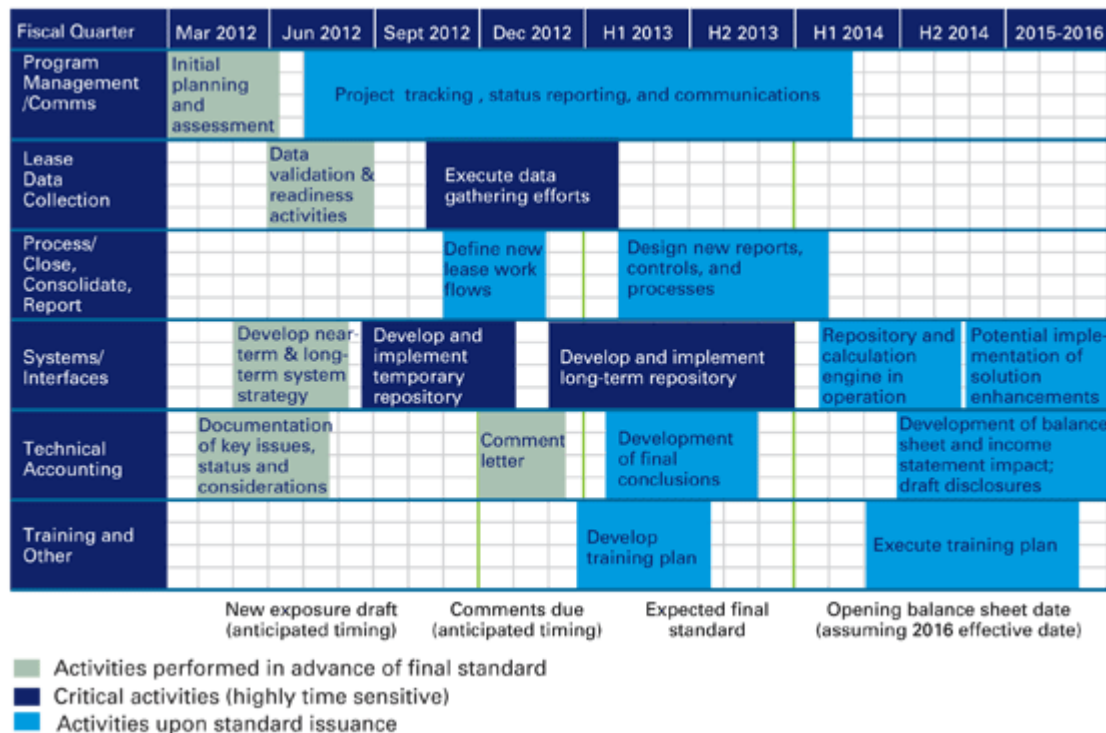 Fiscal Quarter Mar 2012 Jun 2012 Sept 2012 Dec 2012 H1 2013 H2 2013 H1 2014 H2 2014 2015-2016
Program
Management
/Comms
Initial
planning
and
assessment
Project tracking , status reporting, and communications
Lease
Data
Collection
Data
validation &
readiness
activities
Execute data
gathering efforts
Process/
Close,
Consolidate,
Report
Define new
lease work
flows
Design new reports,
controls, and
processes
Systems/
Interfaces
Develop near-
term & long-
term system
strategy
Develop and
implement
temporary
repository
Develop and implement
long-term repository
Repository and
calculation
engine in
operation
Potential imple-
mentation of
solution
enhancements
Technical
Accounting
Documentation
of key issues,
status and
considerations
Comment
letter
Development
of final
conclusions
Development of balance
sheet and income
statement impact;
draft disclosures
Training and
Other
Develop
training plan
Execute training plan
New exposure draft
(anticipated timing)
Comments due
(anticipated timing)
Expected final
standard
Opening balance sheet date
(assuming 2016 effective date)
Activities performed in advance of final standard
Critical activities (highly time sensitive)
Activities upon standard issuance